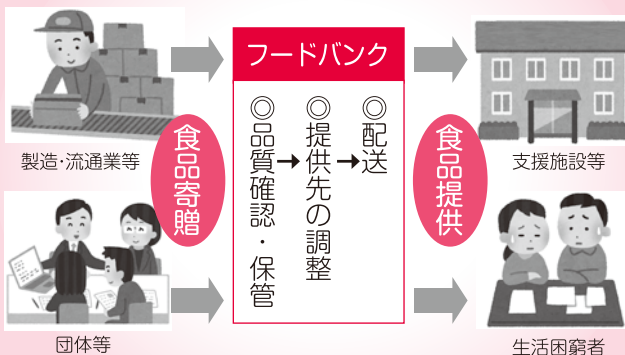 製造・流通業等
団体等
食品寄贈
フードバンク
◎品質確認・保管
→
◎提供先の調整
→
◎配送
食品提供
支援施設等
生活困窮者